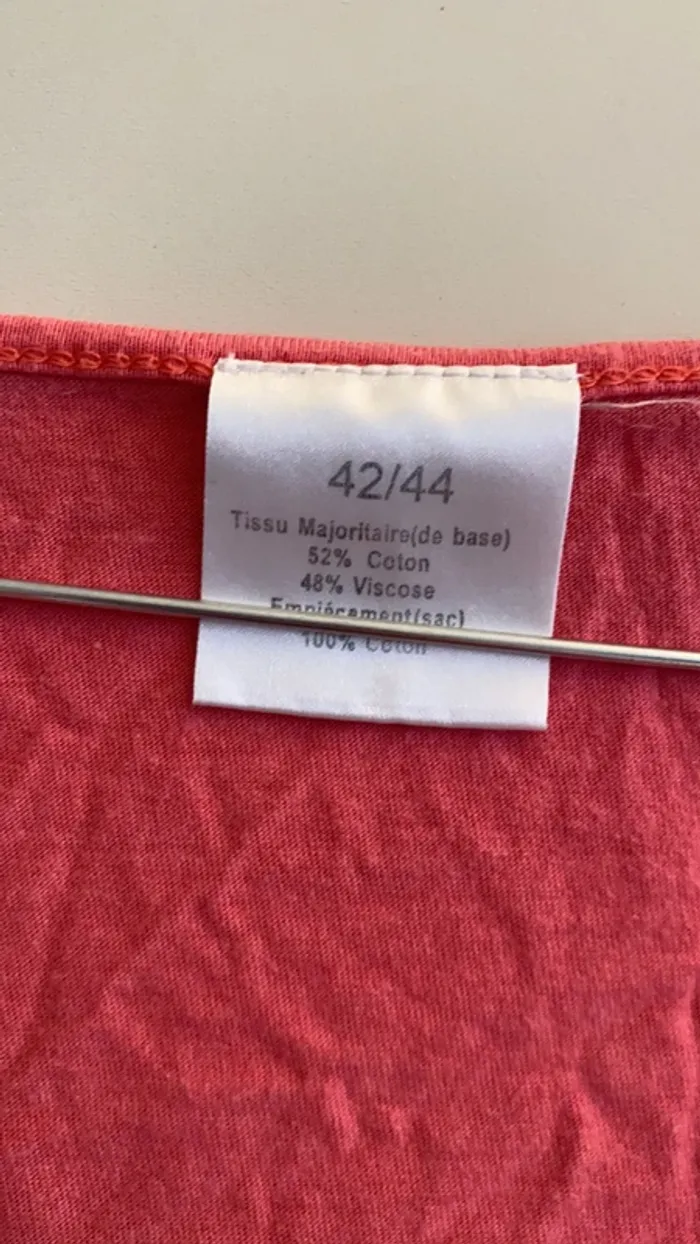 42/44
Tissu Majoritaire(de base)
52% Coton
48% Viscose
Empiécement(sac)
100% Coton